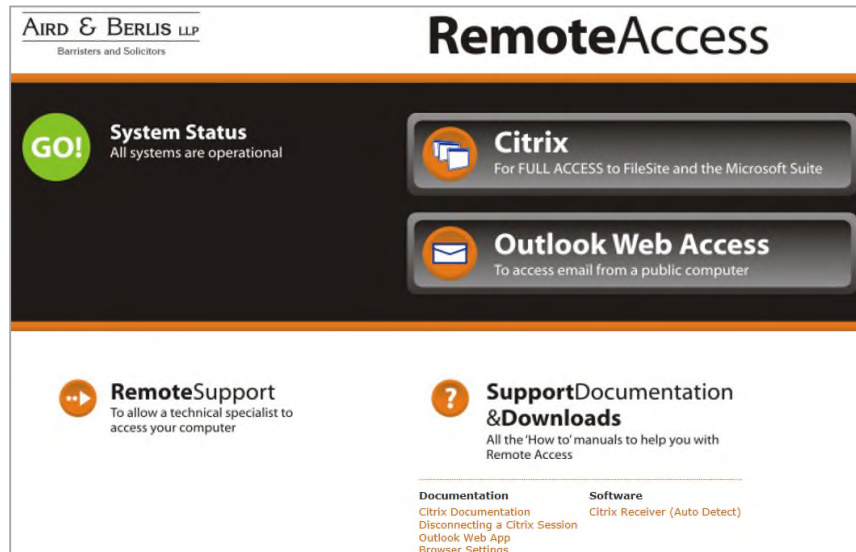 AIRD & BERLIS LLP
Barristers and Solicitors
RemoteAccess
GO!
System Status
All systems are operational
Citrix
For FULL ACCESS to FileSite and the Microsoft Suite
Outlook Web Access
To access email from a public computer
RemoteSupport
To allow a technical specialist to
access your computer
?
SupportDocumentation
&Downloads
All the 'How to' manuals to help you with
Remote Access
Documentation
Citrix Documentation
Disconnecting a Citrix Session
Outlook Web App
Browser Settings
Software
Citrix Receiver (Auto Detect)